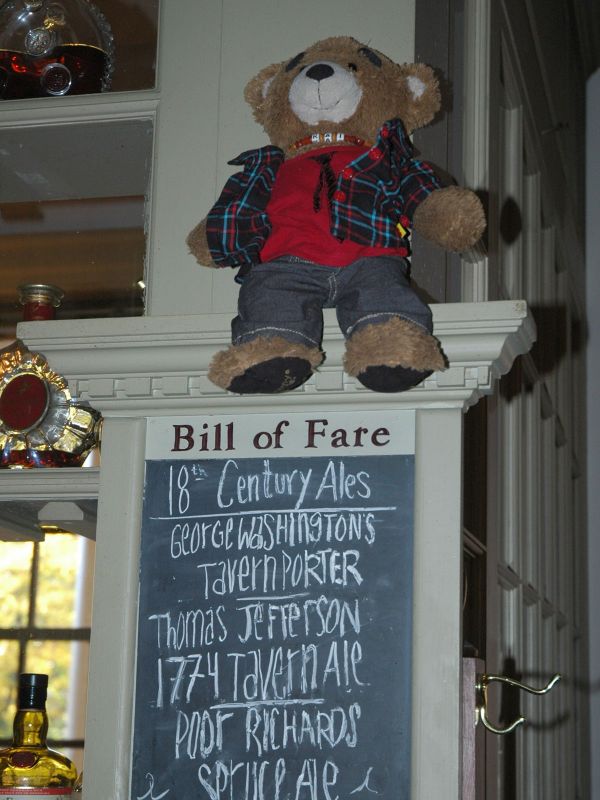 Bill of Fare
18th Century Ales
George Washington's
Tavern Porter
Thomas Jefferson
1774 Tavern Ale
Poor Richards
Spruce Ale